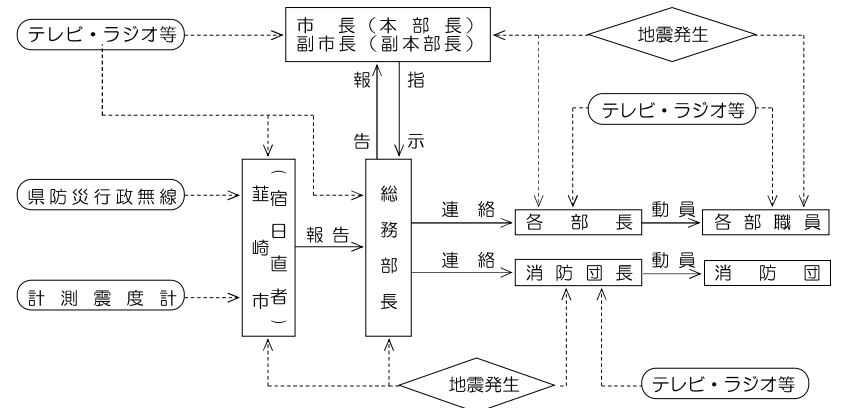 テレビ・ラジオ等
市長（本部長）
副市長（副本部長）
地震発生
報告
指示
テレビ・ラジオ等
県防災行政無線
計測震度計
韮崎市
（宿日直者）
報告
総務部長
連絡
各部長
動員
各部職員
連絡
消防団長
動員
消防団
地震発生
テレビ・ラジオ等